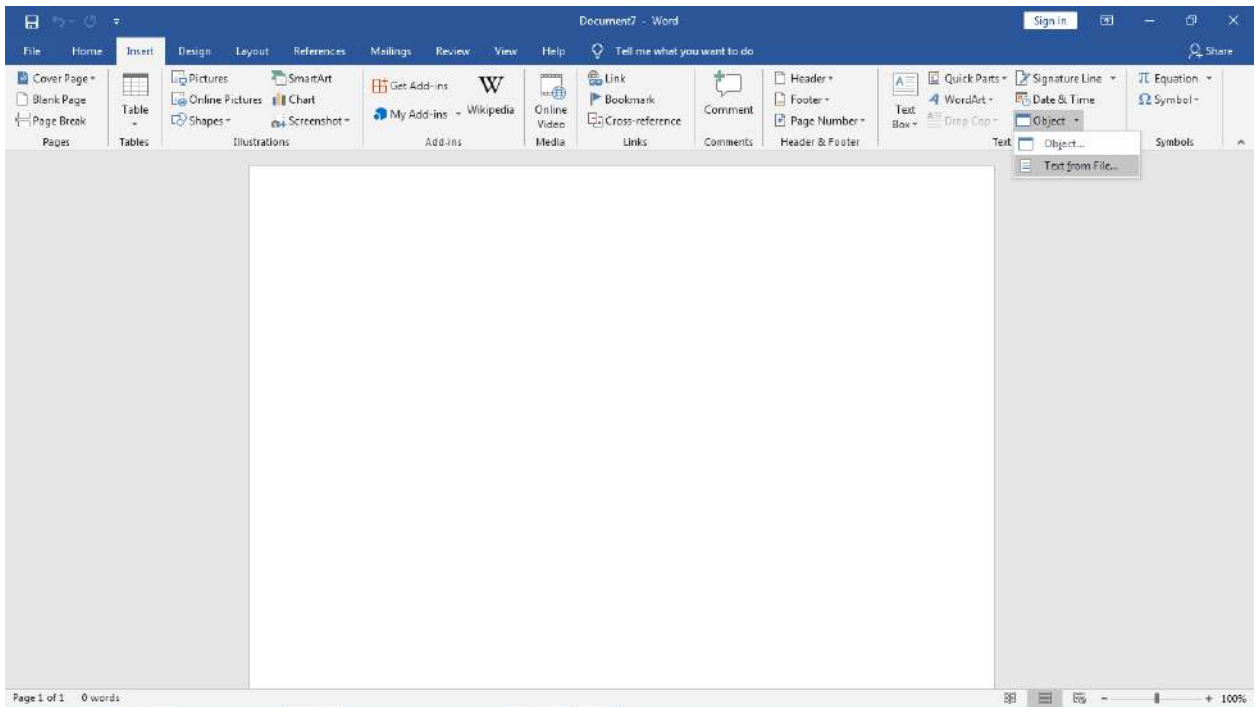 Document7 - Word
Sign in
File Home Insert Design Layout References Mailings Review View Help Tell me what you want to do Share
Cover Page
Blank Page
Page Break
Pages
Table
Tables
Pictures
Online Pictures
Shapes
SmartArt
Chart
Screenshot
Illustrations
Get Add-ins
My Add-ins
W
Wikipedia
Add-ins
Online
Video
Media
Link
Bookmark
Cross-reference
Links
Comment
Comments
Header
Footer
Page Number
Header & Footer
Text
Box
Quick Parts
WordArt
Drop Cap
Signature Line
Date & Time
Object
Text
Object...
Text from File...
π Equation
Ω Symbol
Symbols
Page 1 of 1 0 words
- + 100%